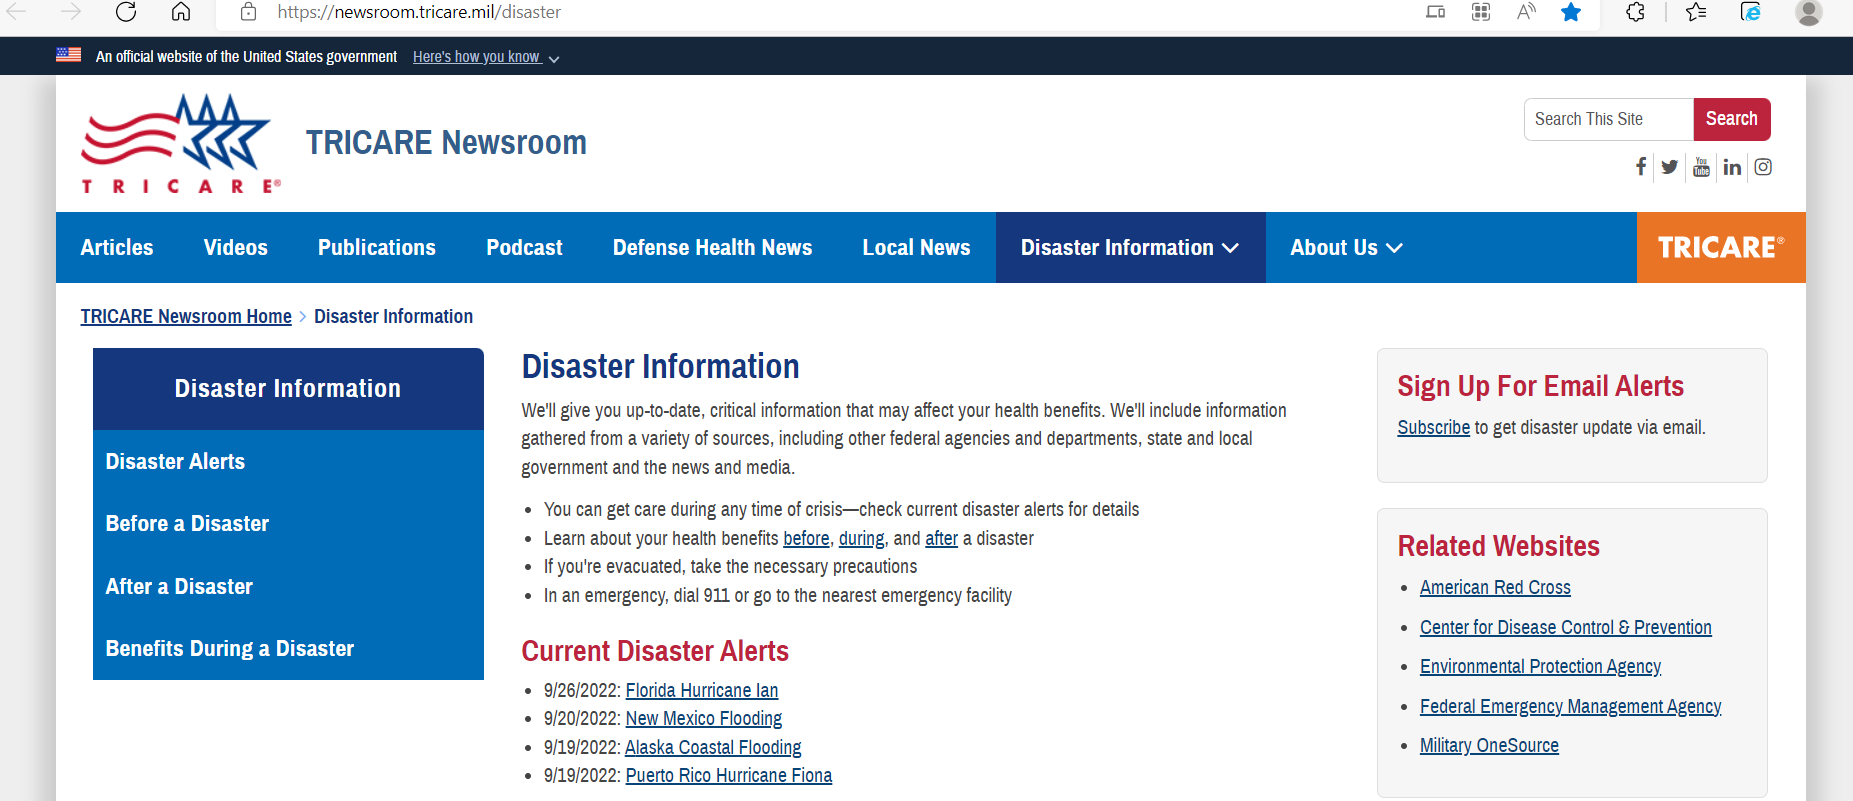 https://newsroom.tricare.mil/disaster
An official website of the United States government Here's how you know
TRICARE®
TRICARE Newsroom
Search This Site Search
You Tube
Articles Videos Publications Podcast Defense Health News Local News Disaster Information About Us TRICARE®
TRICARE Newsroom Home > Disaster Information
Disaster Information
Disaster Alerts
Before a Disaster
After a Disaster
Benefits During a Disaster
Disaster Information
We'll give you up-to-date, critical information that may affect your health benefits. We'll include information
gathered from a variety of sources, including other federal agencies and departments, state and local
government and the news and media.
• You can get care during any time of crisis—check current disaster alerts for details
• Learn about your health benefits before, during, and after a disaster
• If you're evacuated, take the necessary precautions
• In an emergency, dial 911 or go to the nearest emergency facility
Current Disaster Alerts
• 9/26/2022: Florida Hurricane Ian
• 9/20/2022: New Mexico Flooding
• 9/19/2022: Alaska Coastal Flooding
• 9/19/2022: Puerto Rico Hurricane Fiona
Sign Up For Email Alerts
Subscribe to get disaster update via email.
Related Websites
• American Red Cross
• Center for Disease Control & Prevention
• Environmental Protection Agency
• Federal Emergency Management Agency
• Military OneSource